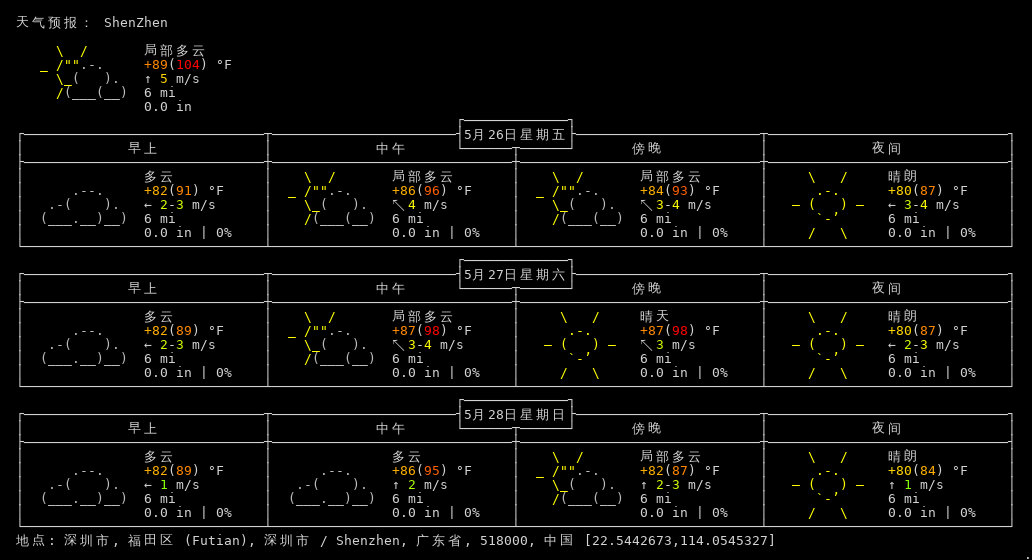 天气预报： ShenZhen
局部多云
+89(104) °F
↑ 5 m/s
6 mi
0.0 in
5月26日星期五
早上 中午 傍晚 夜间
多云 局部多云 局部多云 晴朗
+82(91) °F +86(96) °F +84(93) °F +80(87) °F
← 2-3 m/s ↖ 4 m/s ↖ 3-4 m/s ← 3-4 m/s
6 mi 6 mi 6 mi 6 mi
0.0 in | 0% 0.0 in | 0% 0.0 in | 0% 0.0 in | 0%
5月27日星期六
早上 中午 傍晚 夜间
多云 局部多云 晴天 晴朗
+82(89) °F +87(98) °F +87(98) °F +80(87) °F
← 2-3 m/s ↖ 3-4 m/s ↖ 3 m/s ← 2-3 m/s
6 mi 6 mi 6 mi 6 mi
0.0 in | 0% 0.0 in | 0% 0.0 in | 0% 0.0 in | 0%
5月28日星期日
早上 中午 傍晚 夜间
多云 多云 局部多云 晴朗
+82(89) °F +86(95) °F +82(87) °F +80(84) °F
← 1 m/s ↑ 2 m/s ↑ 2-3 m/s ↑ 1 m/s
6 mi 6 mi 6 mi 6 mi
0.0 in | 0% 0.0 in | 0% 0.0 in | 0% 0.0 in | 0%
地点: 深圳市, 福田区 (Futian), 深圳市 / Shenzhen, 广东省, 518000, 中国 [22.5442673,114.0545327]